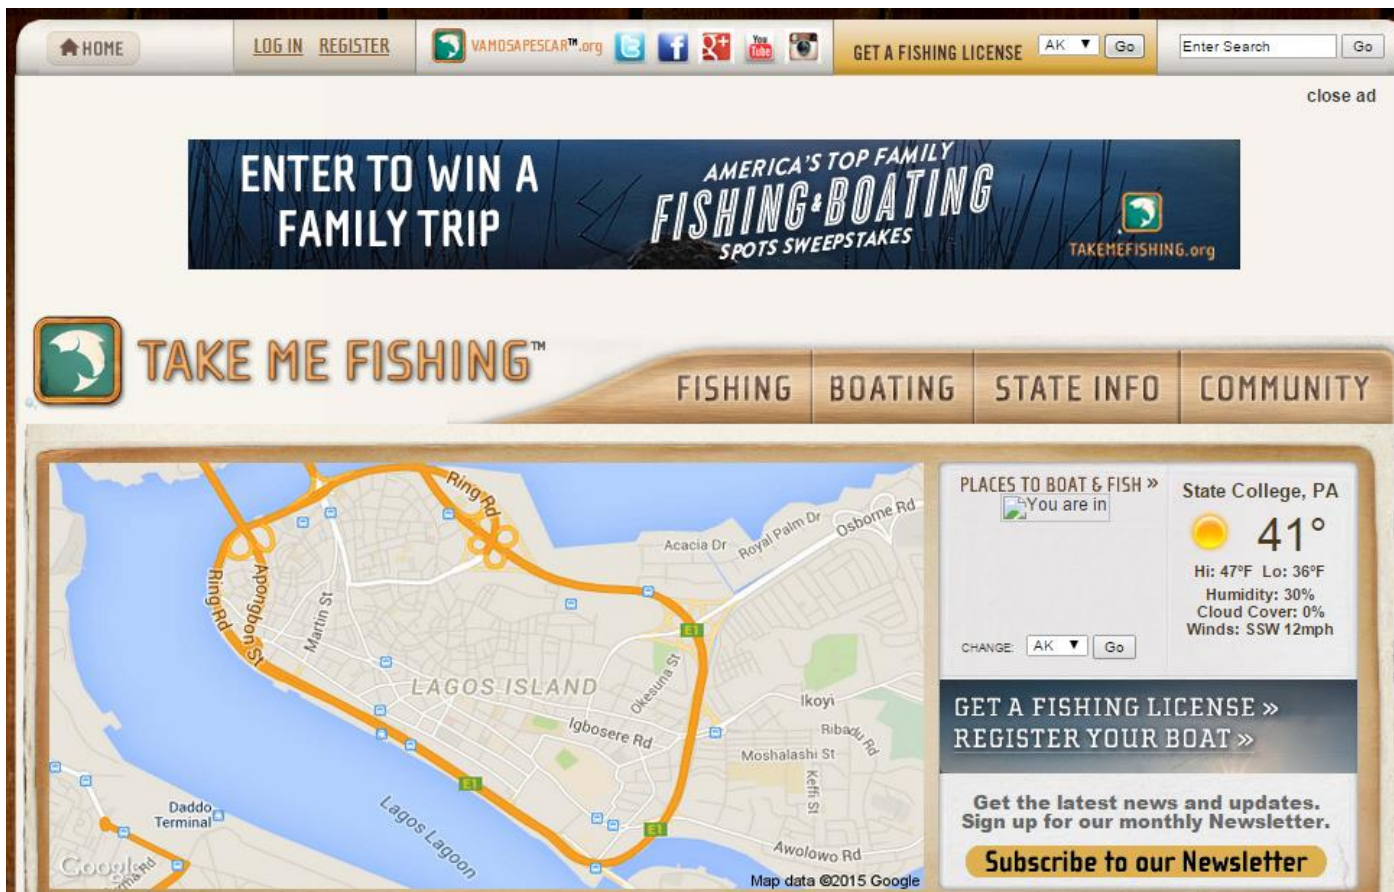 HOME
LOG IN REGISTER
VAMOSAPESCAR™.org
You
Tube
GET A FISHING LICENSE AK Go
Enter Search Go
close ad
ENTER TO WIN A
FAMILY TRIP
AMERICA'S TOP FAMILY
FISHING & BOATING
SPOTS SWEEPSTAKES
TAKEMEFISHING.org
TAKE ME FISHING™
FISHING BOATING STATE INFO COMMUNITY
Ring Rd
Acacia Dr
Royal Palm Dr
Osborne Rd
Ring Rd
Apongbon St
Martin St
E1
LAGOS ISLAND
Okesuna St
Igbosere Rd
Ikoyi
Ribadu Rd
Moshalashi St
Keffi St
E1
Daddo
Terminal
Lagos Lagoon
E1
Awolowo Rd
Google
Map data ©2015 Google
PLACES TO BOAT & FISH »
You are in
CHANGE: AK Go
State College, PA
41°
Hi: 47°F Lo: 36°F
Humidity: 30%
Cloud Cover: 0%
Winds: SSW 12mph
GET A FISHING LICENSE »
REGISTER YOUR BOAT »
Get the latest news and updates.
Sign up for our monthly Newsletter.
Subscribe to our Newsletter